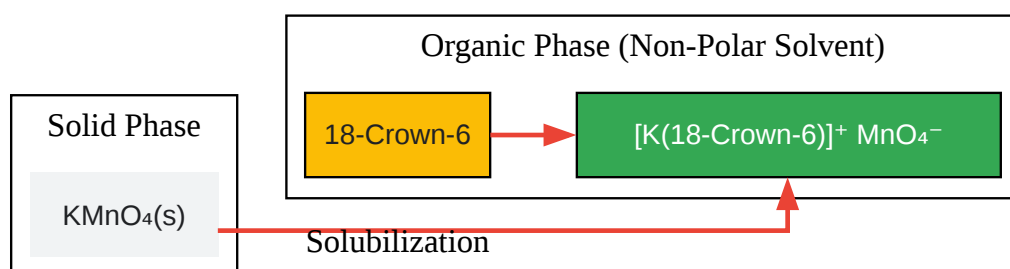 Organic Phase (Non-Polar Solvent)
18-Crown-6
[K(18-Crown-6)]⁺ MnO₄⁻
Solid Phase
KMnO₄(s)
Solubilization